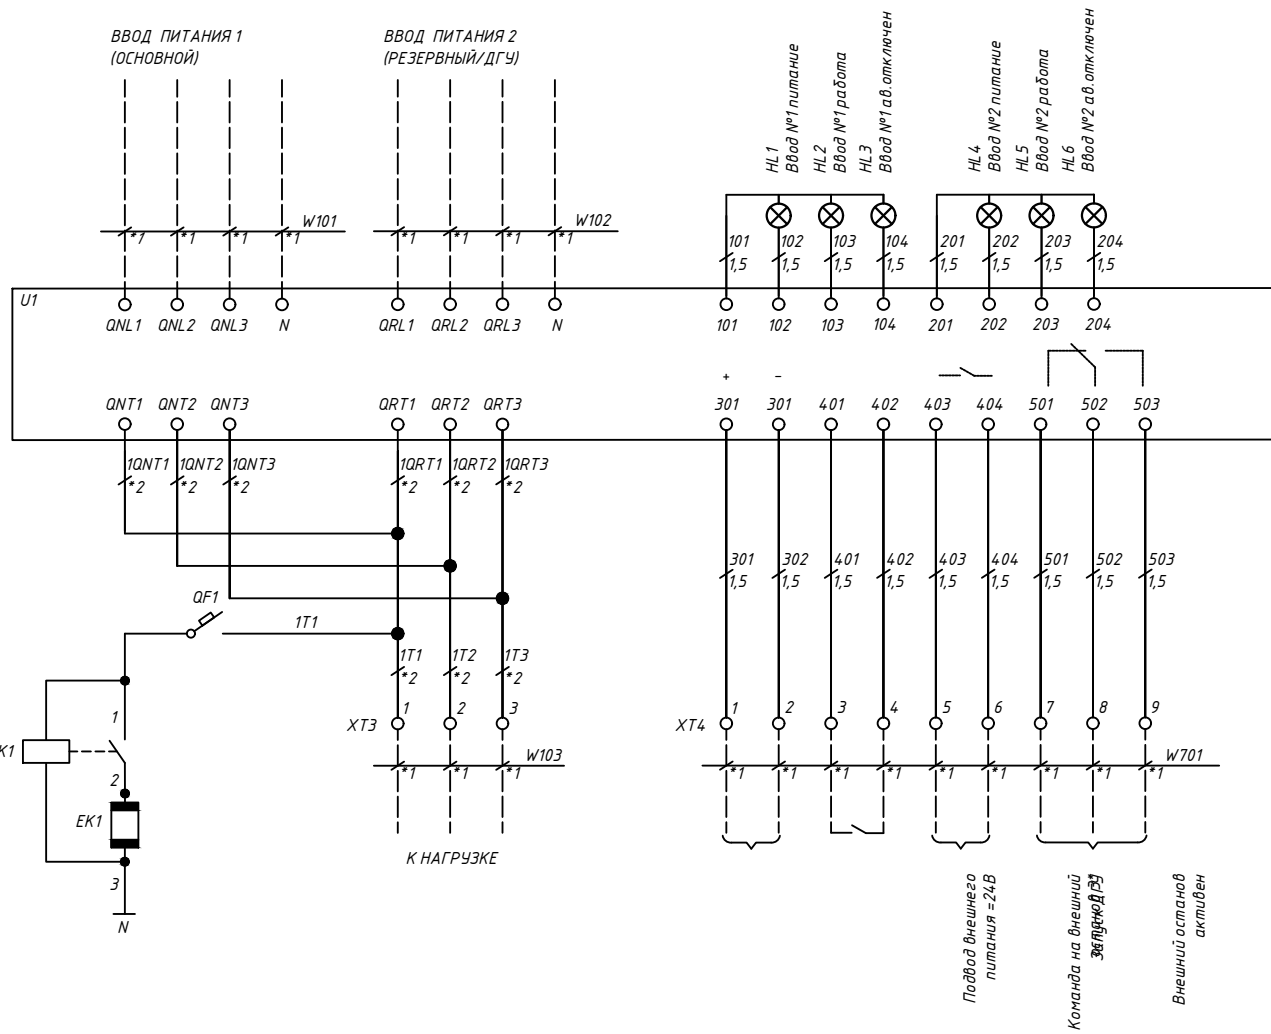 ВВОД ПИТАНИЯ 1
(ОСНОВНОЙ)
ВВОД ПИТАНИЯ 2
(РЕЗЕРВНЫЙ/ДГУ)
HL1
Ввод №1 питание
HL2
Ввод №1 работа
HL3
Ввод №1 ав.отключен
HL4
Ввод №2 питание
HL5
Ввод №2 работа
HL6
Ввод №2 ав.отключен
W101
*1 *1 *1 *1
W102
*1 *1 *1 *1
101 102 103 104 201 202 203 204
1,5 1,5 1,5 1,5 1,5 1,5 1,5 1,5
U1
QNL1 QNL2 QNL3 N QRL1 QRL2 QRL3 N 101 102 103 104 201 202 203 204
+ −
QNT1 QNT2 QNT3 QRT1 QRT2 QRT3 301 301 401 402 403 404 501 502 503
1QNT1 1QNT2 1QNT3 1QRT1 1QRT2 1QRT3
*2 *2 *2 *2 *2 *2
301 302 401 402 403 404 501 502 503
1,5 1,5 1,5 1,5 1,5 1,5 1,5 1,5 1,5
QF1
1T1
1T1 1T2 1T3
*2 *2 *2
XT3 1 2 3
XT4 1 2 3 4 5 6 7 8 9
W103
*1 *1 *1
W701
*1 *1 *1 *1 *1 *1 *1 *1 *1
К НАГРУЗКЕ
1
K1
2
EK1
3
N
Подвод внешнего
питания =24В
Команда на внешний
Внешний останов
активен